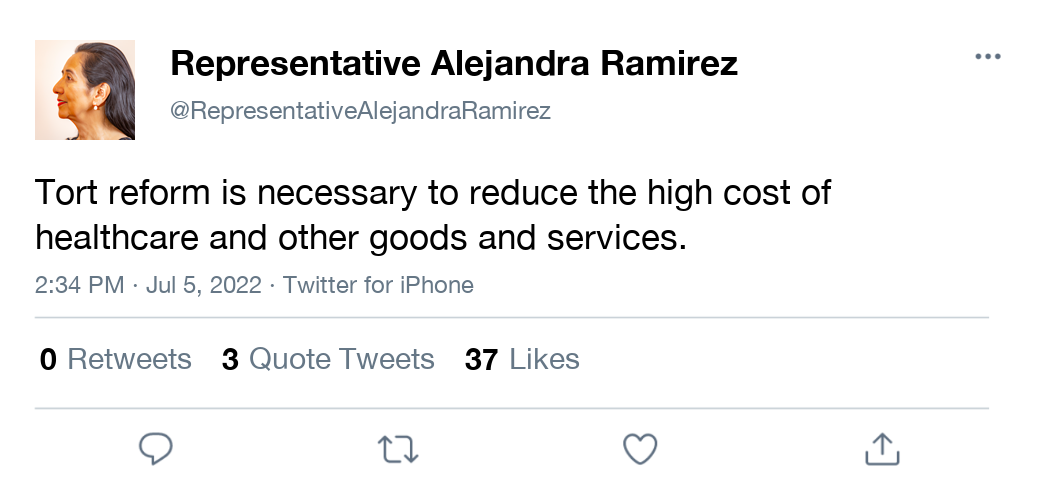 Representative Alejandra Ramirez
@RepresentativeAlejandraRamirez
Tort reform is necessary to reduce the high cost of
healthcare and other goods and services.
2:34 PM · Jul 5, 2022 · Twitter for iPhone
0 Retweets 3 Quote Tweets 37 Likes